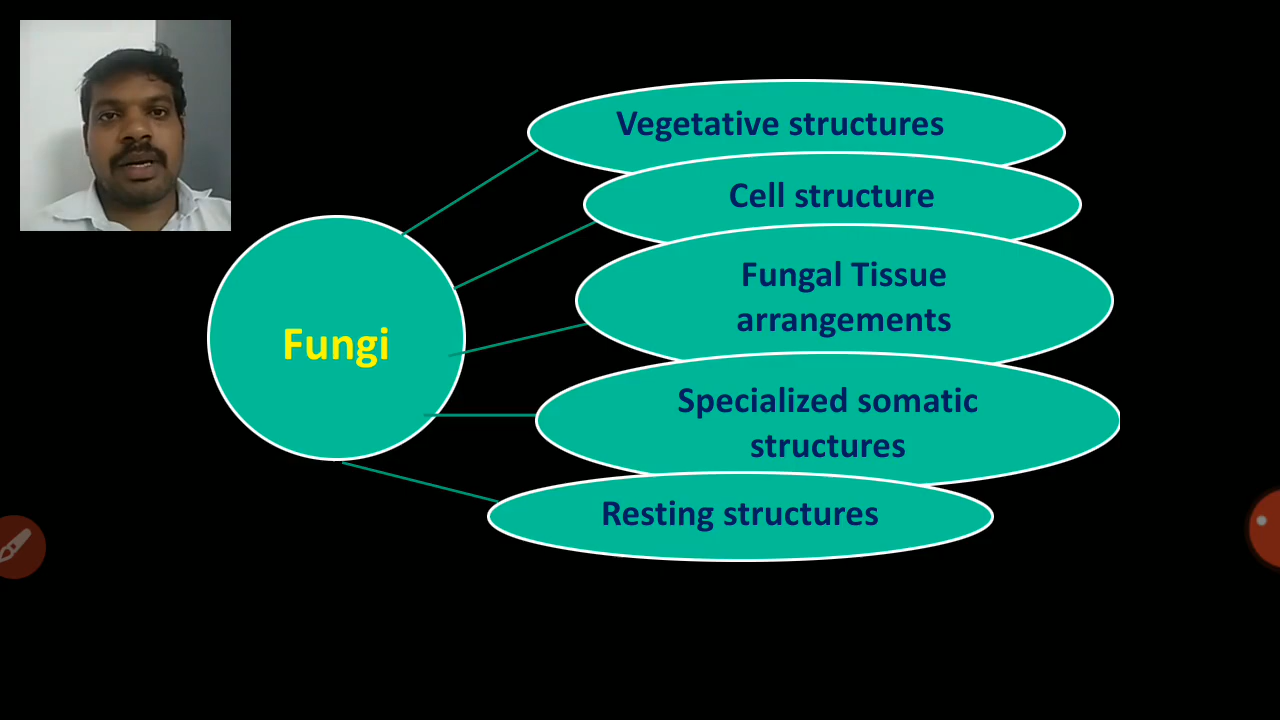 Vegetative structures
Cell structure
Fungal Tissue
arrangements
Fungi
Specialized somatic
structures
Resting structures